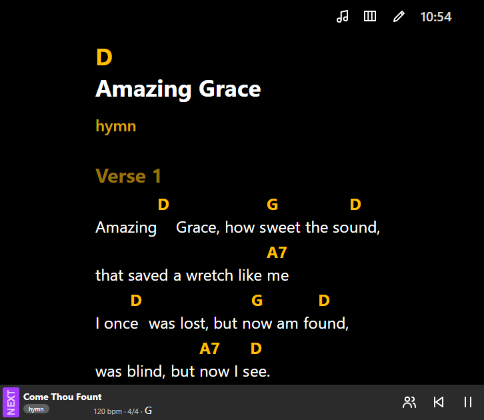 10:54
D
Amazing Grace
hymn
Verse 1
D G D
Amazing Grace, how sweet the sound,
A7
that saved a wretch like me
D G D
I once was lost, but now am found,
A7 D
was blind, but now I see.
NEXT
Come Thou Fount
hymn
120 bpm · 4/4 · G